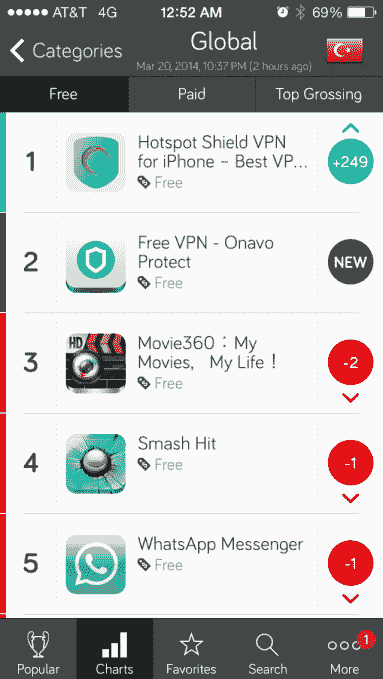 AT&T 4G 12:52 AM 69%
Categories Global
Mar 20, 2014, 10:37 PM (2 hours ago)
Free Paid Top Grossing
1 Hotspot Shield VPN
for iPhone – Best VP... +249
Free
2 Free VPN - Onavo
Protect NEW
Free
HD
3 Movie360：My
Movies， My Life！ -2
Free
4 Smash Hit -1
Free
5 WhatsApp Messenger -1
Free
1
Popular Charts Favorites Search More